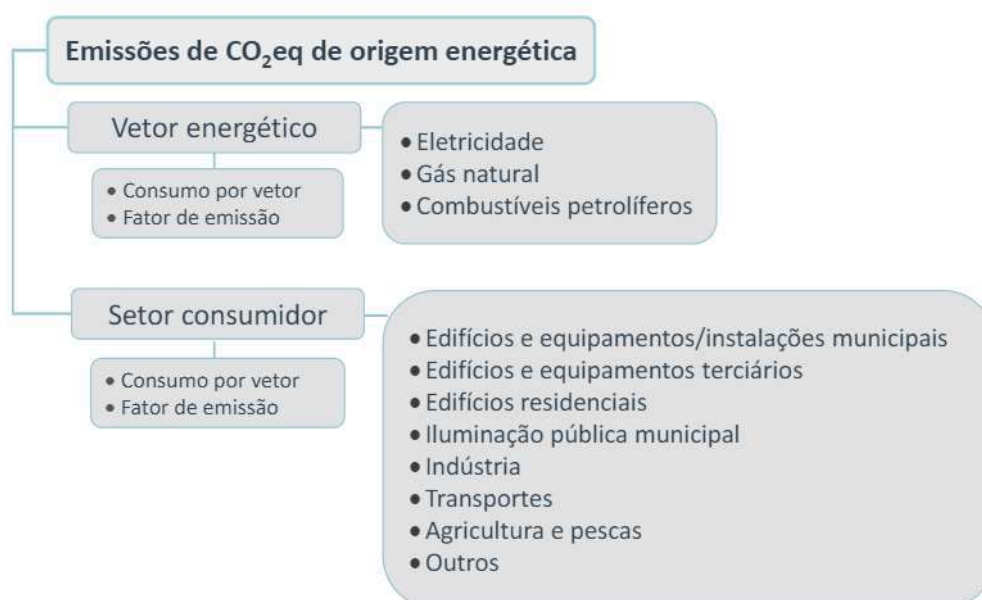 Emissões de CO₂eq de origem energética
Vetor energético
• Consumo por vetor
• Fator de emissão
• Eletricidade
• Gás natural
• Combustíveis petrolíferos
Setor consumidor
• Consumo por vetor
• Fator de emissão
• Edifícios e equipamentos/instalações municipais
• Edifícios e equipamentos terciários
• Edifícios residenciais
• Iluminação pública municipal
• Indústria
• Transportes
• Agricultura e pescas
• Outros